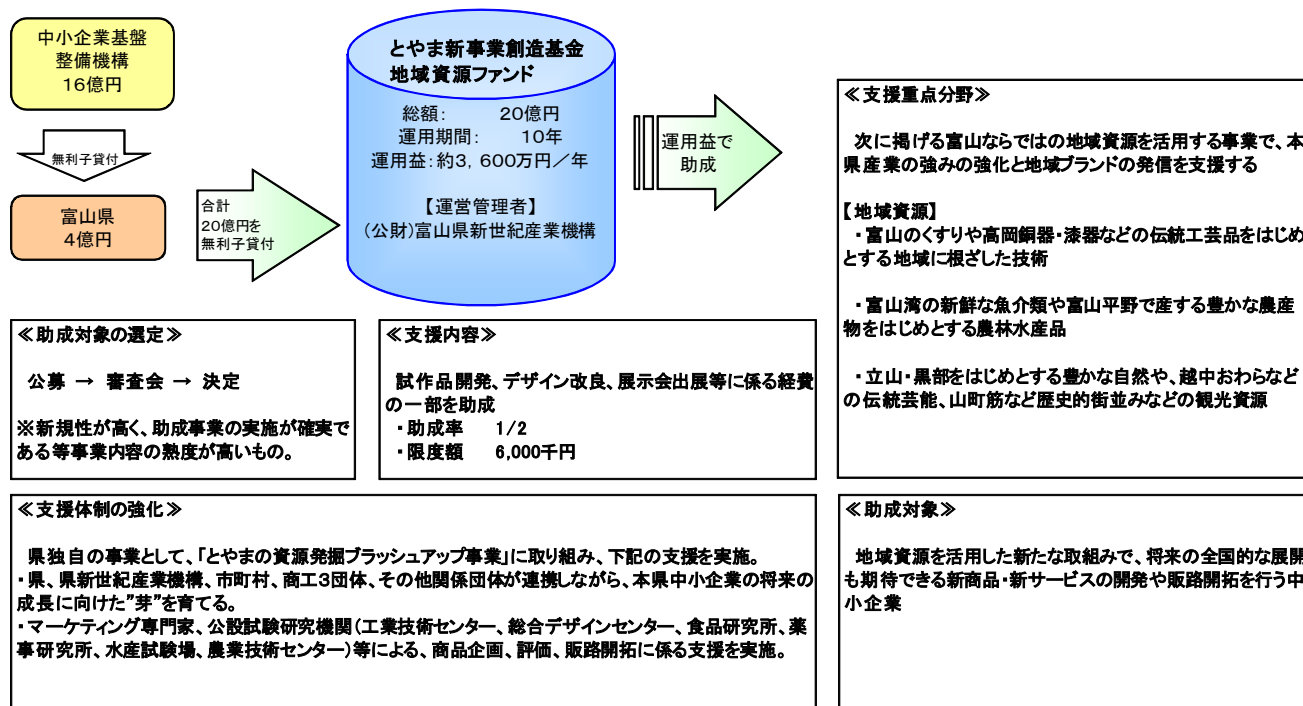 中小企業基盤
整備機構
16億円
無利子貸付
富山県
4億円
合計
20億円を
無利子貸付
とやま新事業創造基金
地域資源ファンド
総額： 20億円
運用期間： 10年
運用益：約3，600万円／年
【運営管理者】
(公財)富山県新世紀産業機構
運用益で
助成
≪支援重点分野≫
次に掲げる富山ならではの地域資源を活用する事業で、本
県産業の強みの強化と地域ブランドの発信を支援する
【地域資源】
・富山のくすりや高岡銅器・漆器などの伝統工芸品をはじめ
とする地域に根ざした技術
・富山湾の新鮮な魚介類や富山平野で産する豊かな農産
物をはじめとする農林水産品
・立山・黒部をはじめとする豊かな自然や、越中おわらなど
の伝統芸能、山町筋など歴史的街並みなどの観光資源
≪助成対象の選定≫
公募 → 審査会 → 決定
※新規性が高く、助成事業の実施が確実で
ある等事業内容の熟度が高いもの。
≪支援内容≫
試作品開発、デザイン改良、展示会出展等に係る経費
の一部を助成
・助成率 1/2
・限度額 6,000千円
≪支援体制の強化≫
県独自の事業として、「とやまの資源発掘ブラッシュアップ事業」に取り組み、下記の支援を実施。
・県、県新世紀産業機構、市町村、商工3団体、その他関係団体が連携しながら、本県中小企業の将来の
成長に向けた”芽”を育てる。
・マーケティング専門家、公設試験研究機関（工業技術センター、総合デザインセンター、食品研究所、薬
事研究所、水産試験場、農業技術センター）等による、商品企画、評価、販路開拓に係る支援を実施。
≪助成対象≫
地域資源を活用した新たな取組みで、将来の全国的な展開
も期待できる新商品・新サービスの開発や販路開拓を行う中
小企業